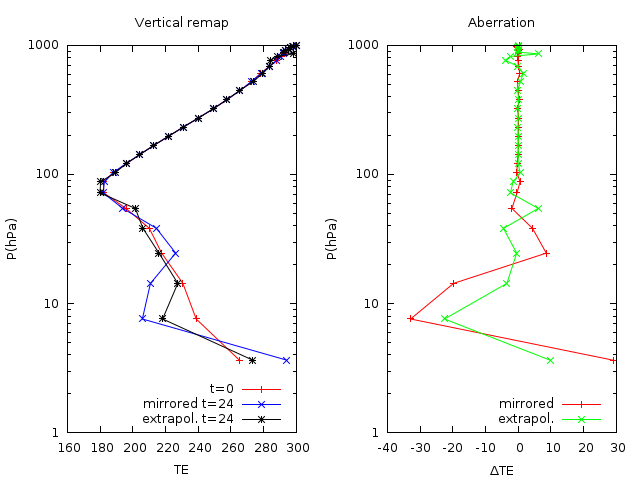 Vertical remap
1000
100
10
1
P(hPa)
t=0
mirrored t=24
extrapol. t=24
160 180 200 220 240 260 280 300
TE
Aberration
1000
100
10
1
P(hPa)
mirrored
extrapol.
-40 -30 -20 -10 0 10 20 30
ΔTE